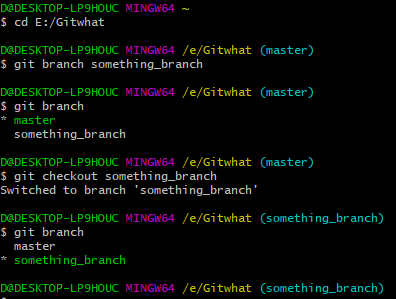 D@DESKTOP-LP9HOUC MINGW64 ~
$ cd E:/Gitwhat
D@DESKTOP-LP9HOUC MINGW64 /e/Gitwhat (master)
$ git branch something_branch
D@DESKTOP-LP9HOUC MINGW64 /e/Gitwhat (master)
$ git branch
* master
something_branch
D@DESKTOP-LP9HOUC MINGW64 /e/Gitwhat (master)
$ git checkout something_branch
Switched to branch 'something_branch'
D@DESKTOP-LP9HOUC MINGW64 /e/Gitwhat (something_branch)
$ git branch
master
* something_branch
D@DESKTOP-LP9HOUC MINGW64 /e/Gitwhat (something_branch)